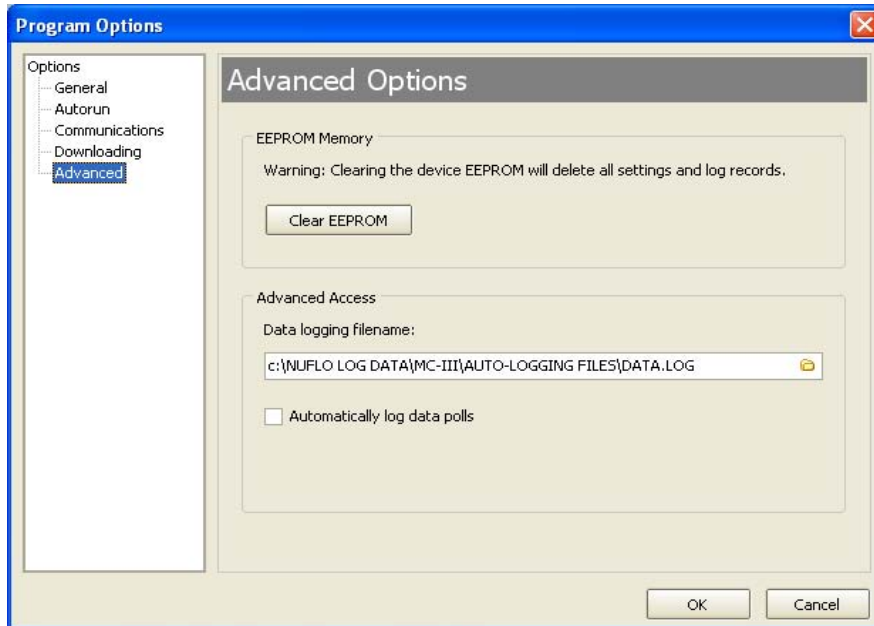 Program Options
Options
General
Autorun
Communications
Downloading
Advanced
Advanced Options
EEPROM Memory
Warning: Clearing the device EEPROM will delete all settings and log records.
Clear EEPROM
Advanced Access
Data logging filename:
c:\NUFLO LOG DATA\MC-III\AUTO-LOGGING FILES\DATA.LOG
Automatically log data polls
OK
Cancel